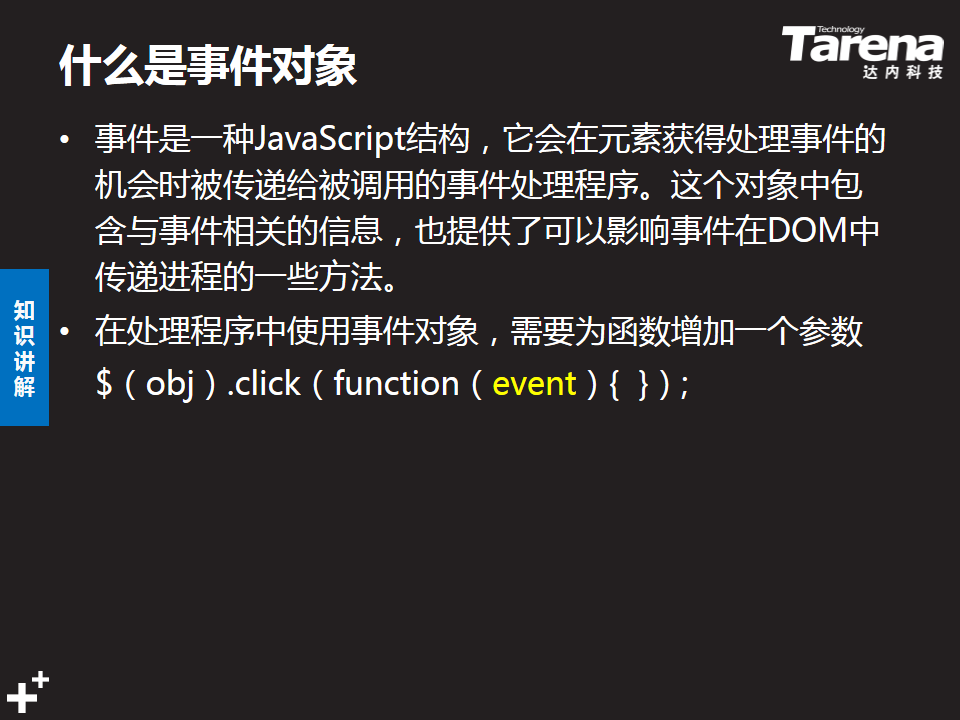 什么是事件对象
Technology
Tarena
达内科技
• 事件是一种JavaScript结构，它会在元素获得处理事件的
机会时被传递给被调用的事件处理程序。这个对象中包
含与事件相关的信息，也提供了可以影响事件在DOM中
传递进程的一些方法。
• 在处理程序中使用事件对象，需要为函数增加一个参数
$（obj）.click（function（event）{ }）;
知识讲解